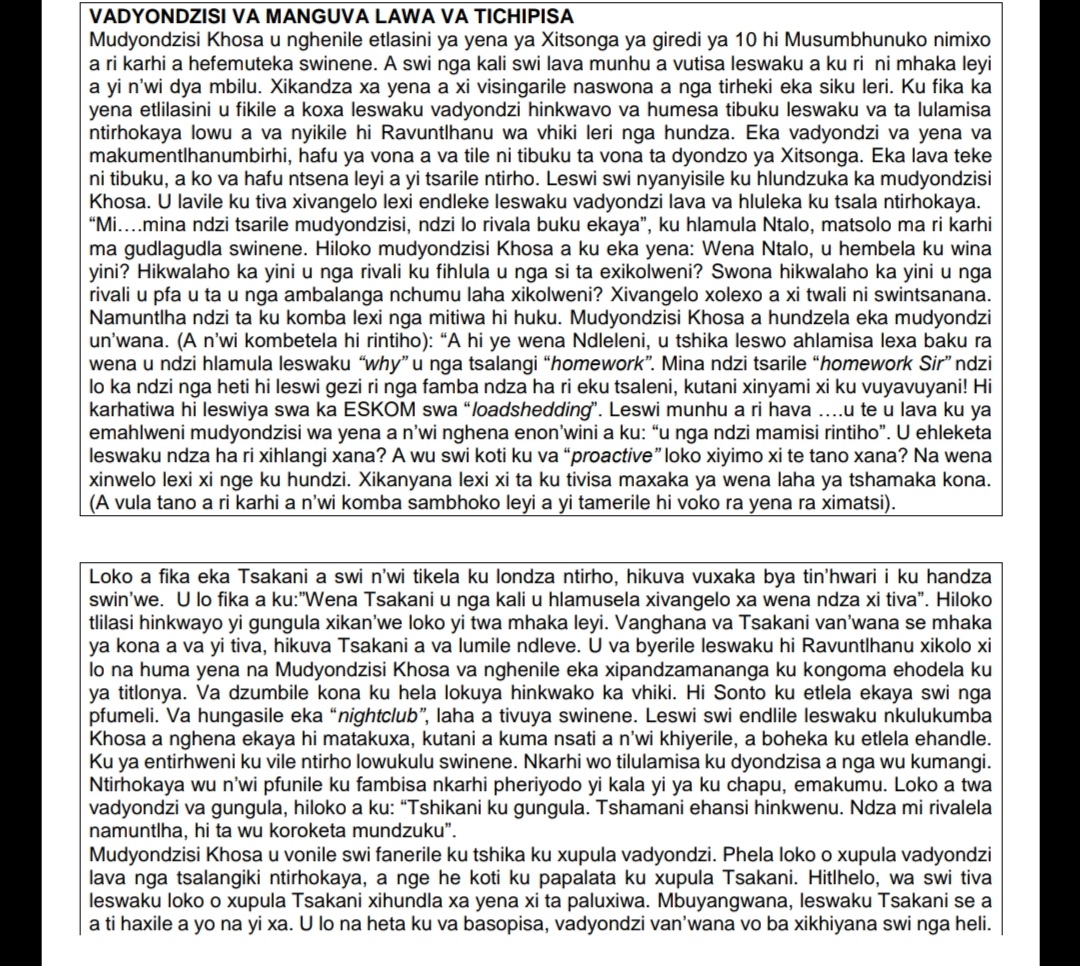 VADYONDZISI VA MANGUVA LAWA VA TICHIPISA
Mudyondzisi Khosa u nghenile etlasini ya yena ya Xitsonga ya giredi ya 10 hi Musumbhunuko nimixo
a ri karhi a hefemuteka swinene. A swi nga kali swi lava munhu a vutisa leswaku a ku ri ni mhaka leyi
a yi n'wi dya mbilu. Xikandza xa yena a xi visingarile naswona a nga tirheki eka siku leri. Ku fika ka
yena etlilasini u fikile a koxa leswaku vadyondzi hinkwavo va humesa tibuku leswaku va ta lulamisa
ntirhokaya lowu a va nyikile hi Ravuntlhanu wa vhiki leri nga hundza. Eka vadyondzi va yena va
makumentlhanumbirhi, hafu ya vona a va tile ni tibuku ta vona ta dyondzo ya Xitsonga. Eka lava teke
ni tibuku, a ko va hafu ntsena leyi a yi tsarile ntirho. Leswi swi nyanyisile ku hlundzuka ka mudyondzisi
Khosa. U lavile ku tiva xivangelo lexi endleke leswaku vadyondzi lava va hluleka ku tsala ntirhokaya.
“Mi….mina ndzi tsarile mudyondzisi, ndzi lo rivala buku ekaya”, ku hlamula Ntalo, matsolo ma ri karhi
ma gudlagudla swinene. Hiloko mudyondzisi Khosa a ku eka yena: Wena Ntalo, u hembela ku wina
yini? Hikwalaho ka yini u nga rivali ku fihlula u nga si ta exikolweni? Swona hikwalaho ka yini u nga
rivali u pfa u ta u nga ambalanga nchumu laha xikolweni? Xivangelo xolexo a xi twali ni swintsanana.
Namuntlha ndzi ta ku komba lexi nga mitiwa hi huku. Mudyondzisi Khosa a hundzela eka mudyondzi
un'wana. (A n'wi kombetela hi rintiho): “A hi ye wena Ndleleni, u tshika leswo ahlamisa lexa baku ra
wena u ndzi hlamula leswaku “why” u nga tsalangi “homework”. Mina ndzi tsarile “homework Sir” ndzi
lo ka ndzi nga heti hi leswi gezi ri nga famba ndza ha ri eku tsaleni, kutani xinyami xi ku vuyavuyani! Hi
karhatiwa hi leswiya swa ka ESKOM swa “loadshedding”. Leswi munhu a ri hava ….u te u lava ku ya
emahlweni mudyondzisi wa yena a n'wi nghena enon'wini a ku: “u nga ndzi mamisi rintiho”. U ehleketa
leswaku ndza ha ri xihlangi xana? A wu swi koti ku va “proactive” loko xiyimo xi te tano xana? Na wena
xinwelo lexi xi nge ku hundzi. Xikanyana lexi xi ta ku tivisa maxaka ya wena laha ya tshamaka kona.
(A vula tano a ri karhi a n'wi komba sambhoko leyi a yi tamerile hi voko ra yena ra ximatsi).
Loko a fika eka Tsakani a swi n'wi tikela ku londza ntirho, hikuva vuxaka bya tin'hwari i ku handza
swin'we. U lo fika a ku:”Wena Tsakani u nga kali u hlamusela xivangelo xa wena ndza xi tiva”. Hiloko
tlilasi hinkwayo yi gungula xikan'we loko yi twa mhaka leyi. Vanghana va Tsakani van'wana se mhaka
ya kona a va yi tiva, hikuva Tsakani a va lumile ndleve. U va byerile leswaku hi Ravuntlhanu xikolo xi
lo na huma yena na Mudyondzisi Khosa va nghenile eka xipandzamananga ku kongoma ehodela ku
ya titlonya. Va dzumbile kona ku hela lokuya hinkwako ka vhiki. Hi Sonto ku etlela ekaya swi nga
pfumeli. Va hungasile eka “nightclub”, laha a tivuya swinene. Leswi swi endlile leswaku nkulukumba
Khosa a nghena ekaya hi matakuxa, kutani a kuma nsati a n'wi khiyerile, a boheka ku etlela ehandle.
Ku ya entirhweni ku vile ntirho lowukulu swinene. Nkarhi wo tilulamisa ku dyondzisa a nga wu kumangi.
Ntirhokaya wu n'wi pfunile ku fambisa nkarhi pheriyodo yi kala yi ya ku chapu, emakumu. Loko a twa
vadyondzi va gungula, hiloko a ku: “Tshikani ku gungula. Tshamani ehansi hinkwenu. Ndza mi rivalela
namuntlha, hi ta wu koroketa mundzuku”.
Mudyondzisi Khosa u vonile swi fanerile ku tshika ku xupula vadyondzi. Phela loko o xupula vadyondzi
lava nga tsalangiki ntirhokaya, a nge he koti ku papalata ku xupula Tsakani. Hitlhelo, wa swi tiva
leswaku loko o xupula Tsakani xihundla xa yena xi ta paluxiwa. Mbuyangwana, leswaku Tsakani se a
a ti haxile a yo na yi xa. U lo na heta ku va basopisa, vadyondzi van'wana vo ba xikhiyana swi nga heli.